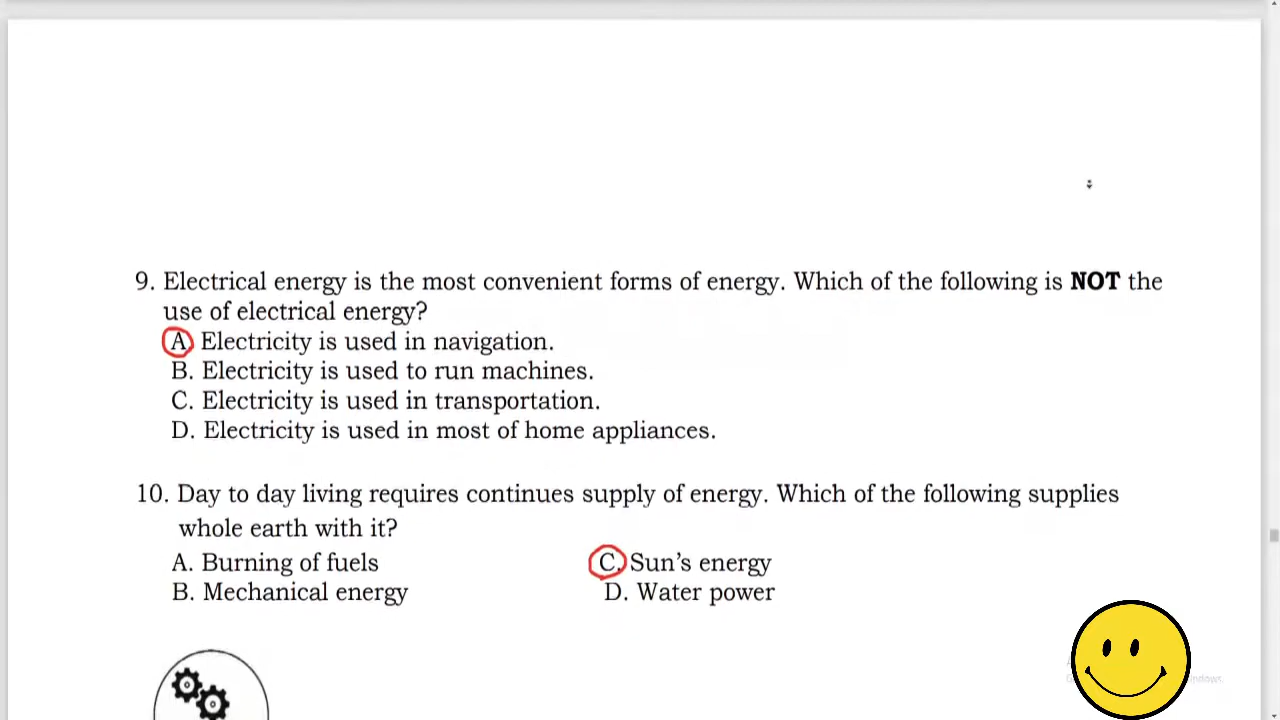 9. Electrical energy is the most convenient forms of energy. Which of the following is NOT the
use of electrical energy?
A. Electricity is used in navigation.
B. Electricity is used to run machines.
C. Electricity is used in transportation.
D. Electricity is used in most of home appliances.
10. Day to day living requires continues supply of energy. Which of the following supplies
whole earth with it?
A. Burning of fuels
B. Mechanical energy
C. Sun's energy
D. Water power